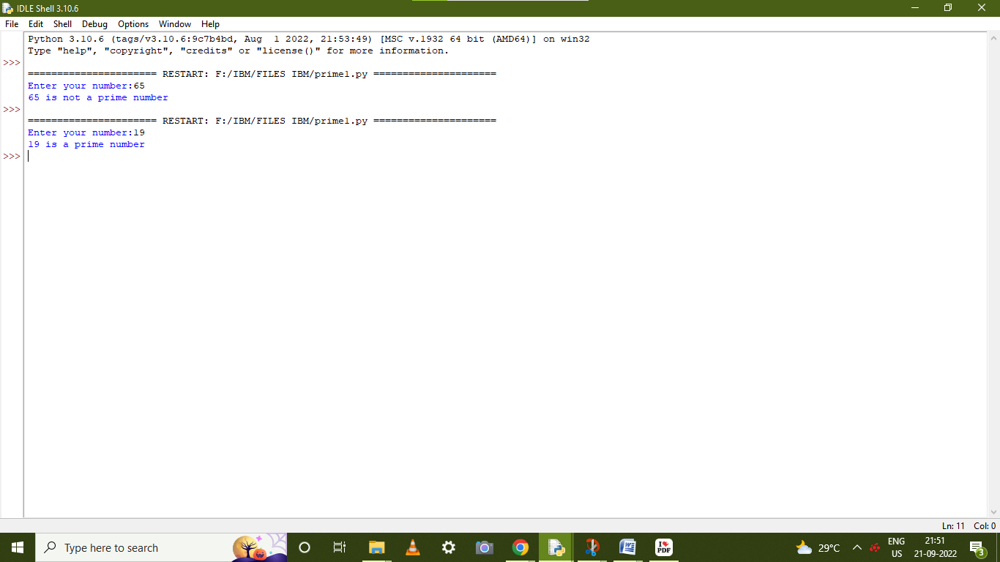 IDLE Shell 3.10.6
File Edit Shell Debug Options Window Help
Python 3.10.6 (tags/v3.10.6:9c7b4bd, Aug  1 2022, 21:53:49) [MSC v.1932 64 bit (AMD64)] on win32
Type "help", "copyright", "credits" or "license()" for more information.
>>>
====================== RESTART: F:/IBM/FILES IBM/prime1.py =====================
Enter your number:65
65 is not a prime number
>>>
====================== RESTART: F:/IBM/FILES IBM/prime1.py =====================
Enter your number:19
19 is a prime number
>>>
Ln: 11 Col: 0
Type here to search
I PDF
29°C
ENG
US
21:51
21-09-2022
3